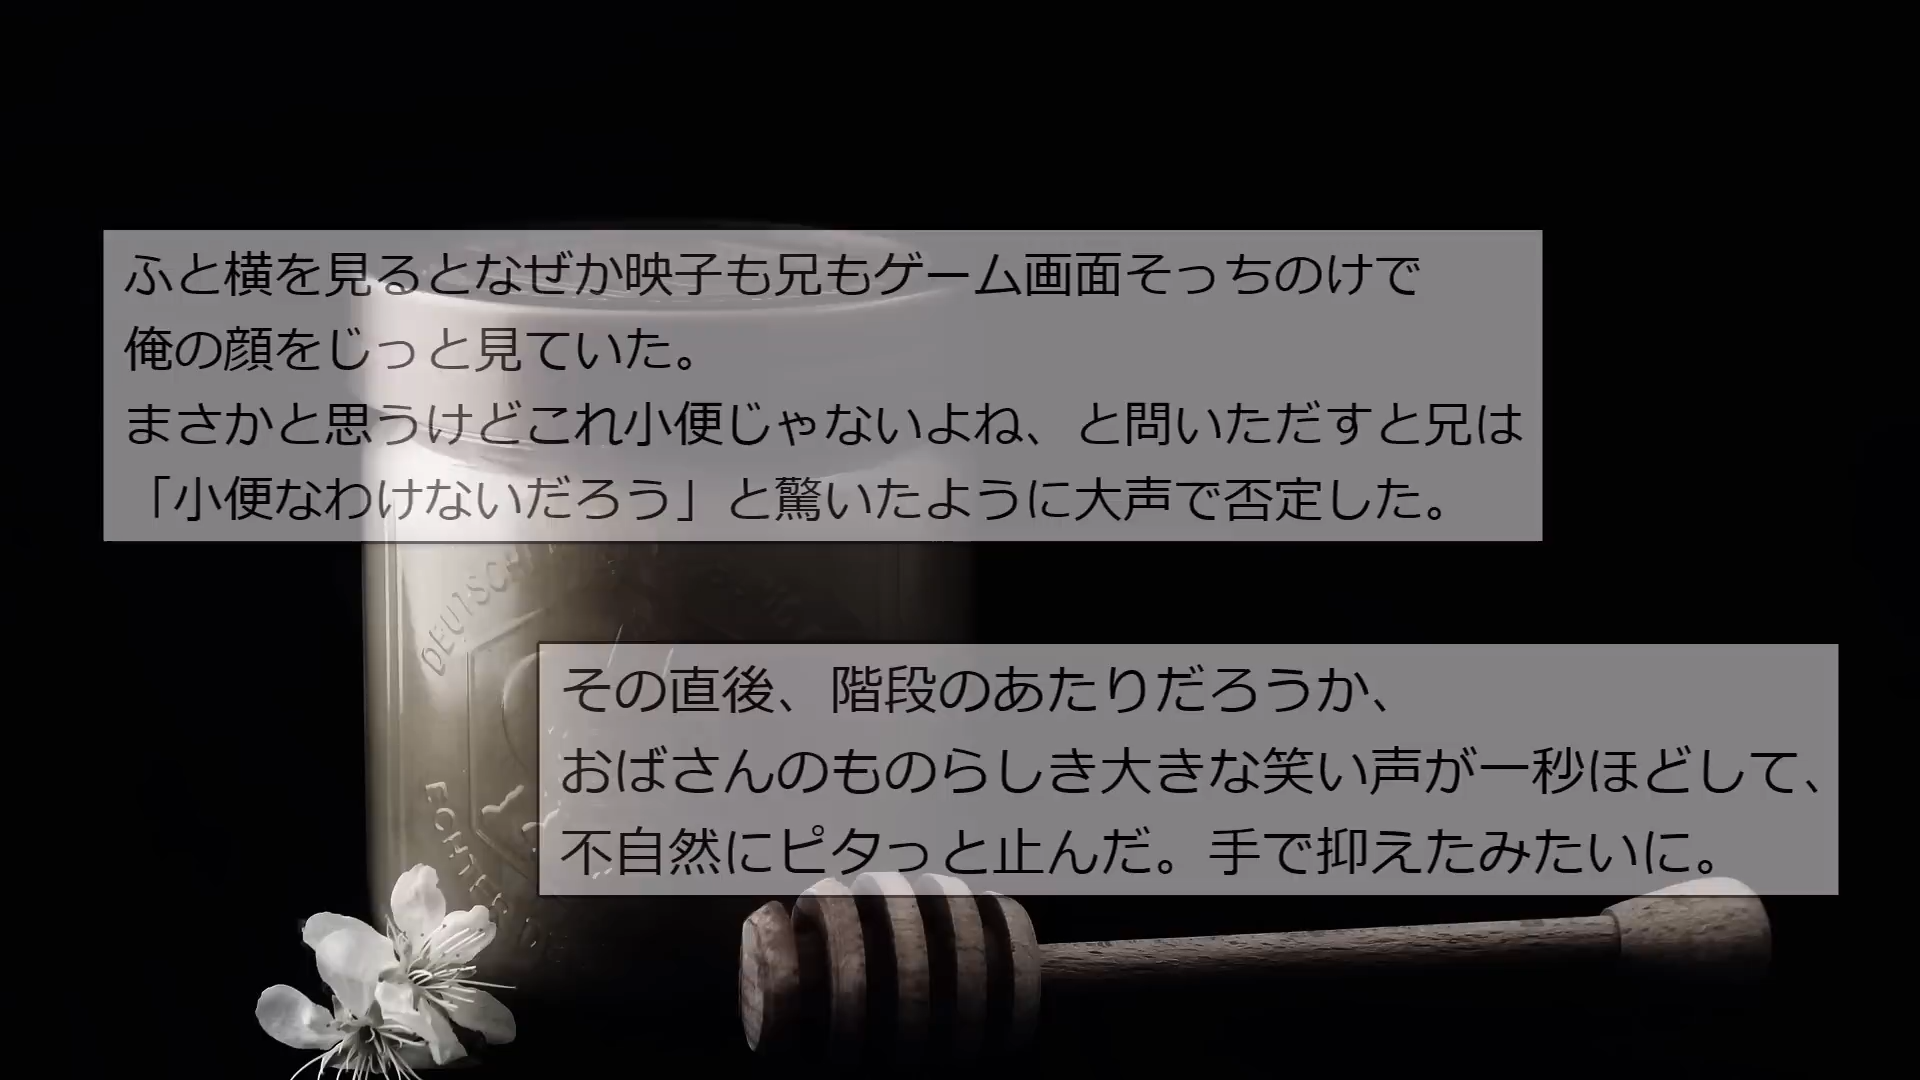 ふと横を見るとなぜか映子も兄もゲーム画面そっちのけで
俺の顔をじっと見ていた。
まさかと思うけどこれ小便じゃないよね、と問いただすと兄は
「小便なわけないだろう」と驚いたように大声で否定した。
その直後、階段のあたりだろうか、
おばさんのものらしき大きな笑い声が一秒ほどして、
不自然にピタっと止んだ。手で抑えたみたいに。